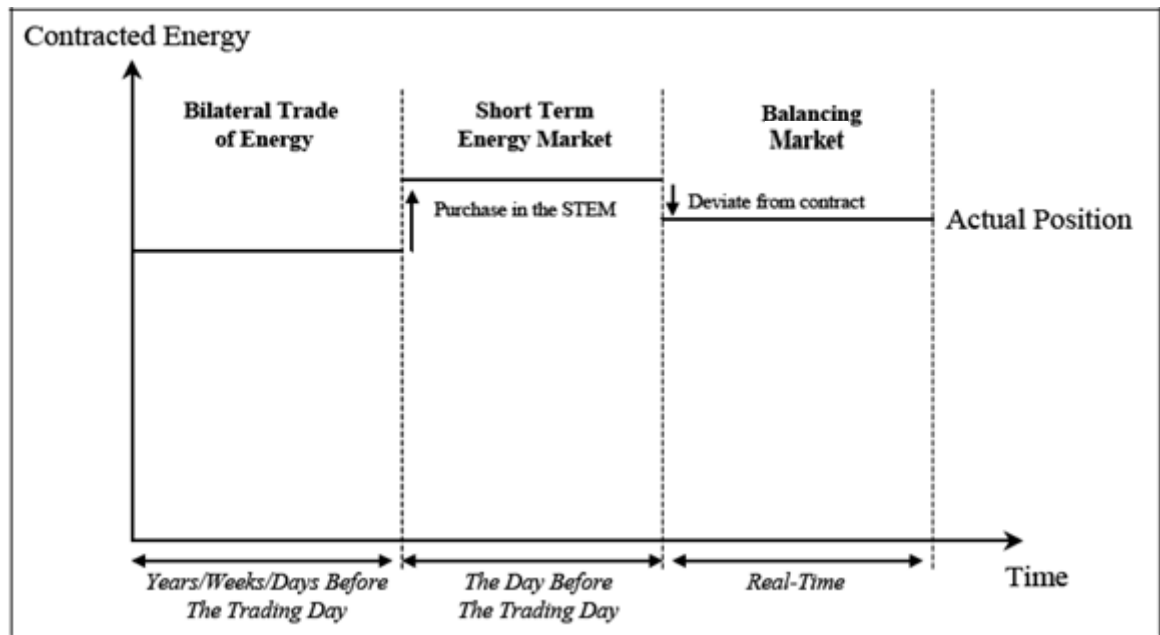 Contracted Energy
Bilateral Trade
of Energy
Short Term
Energy Market
Balancing
Market
Purchase in the STEM
Deviate from contract
Actual Position
Years/Weeks/Days Before
The Trading Day
The Day Before
The Trading Day
Real-Time
Time